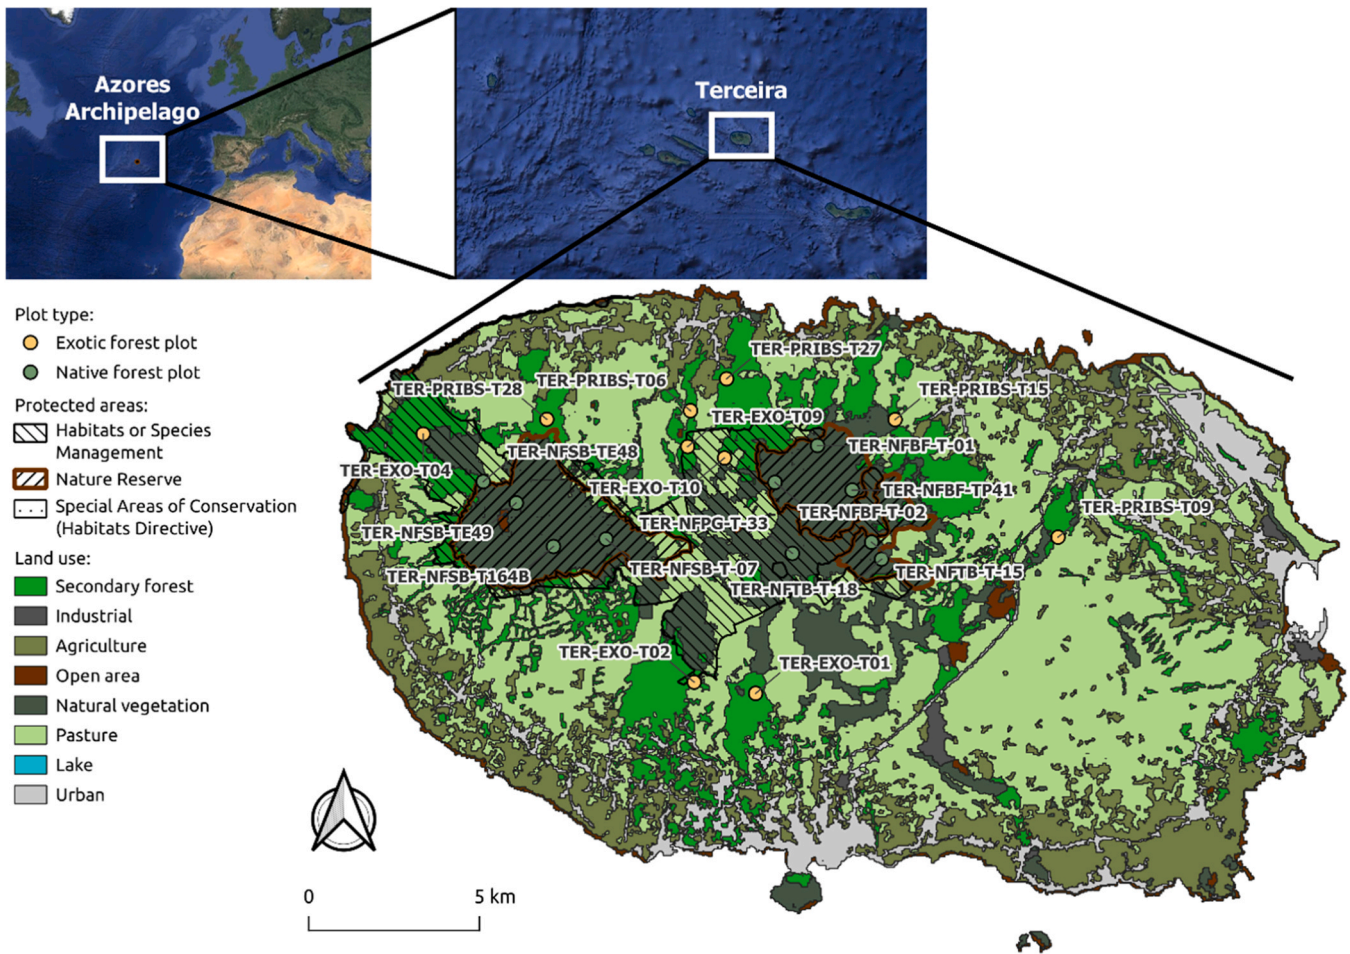 Azores
Archipelago
Terceira
Plot type:
Exotic forest plot
Native forest plot
Protected areas:
Habitats or Species
Management
Nature Reserve
Special Areas of Conservation
(Habitats Directive)
Land use:
Secondary forest
Industrial
Agriculture
Open area
Natural vegetation
Pasture
Lake
Urban
TER-PRIBS-T27
TER-PRIBS-T28
TER-PRIBS-T06
TER-PRIBS-T15
TER-EXO-T09
TER-NFBF-T-01
TER-NFSB-TE48
TER-EXO-T04
TER-EXO-T10
TER-NFBF-TP41
TER-NFBF-T-02
TER-PRIBS-T09
TER-NFPG-T-33
TER-NFSB-TE49
TER-NFSB-T-07
TER-NFTB-T-15
TER-NFSB-T164B
TER-NFTB-T-18
TER-EXO-T02
TER-EXO-T01
0 5 km